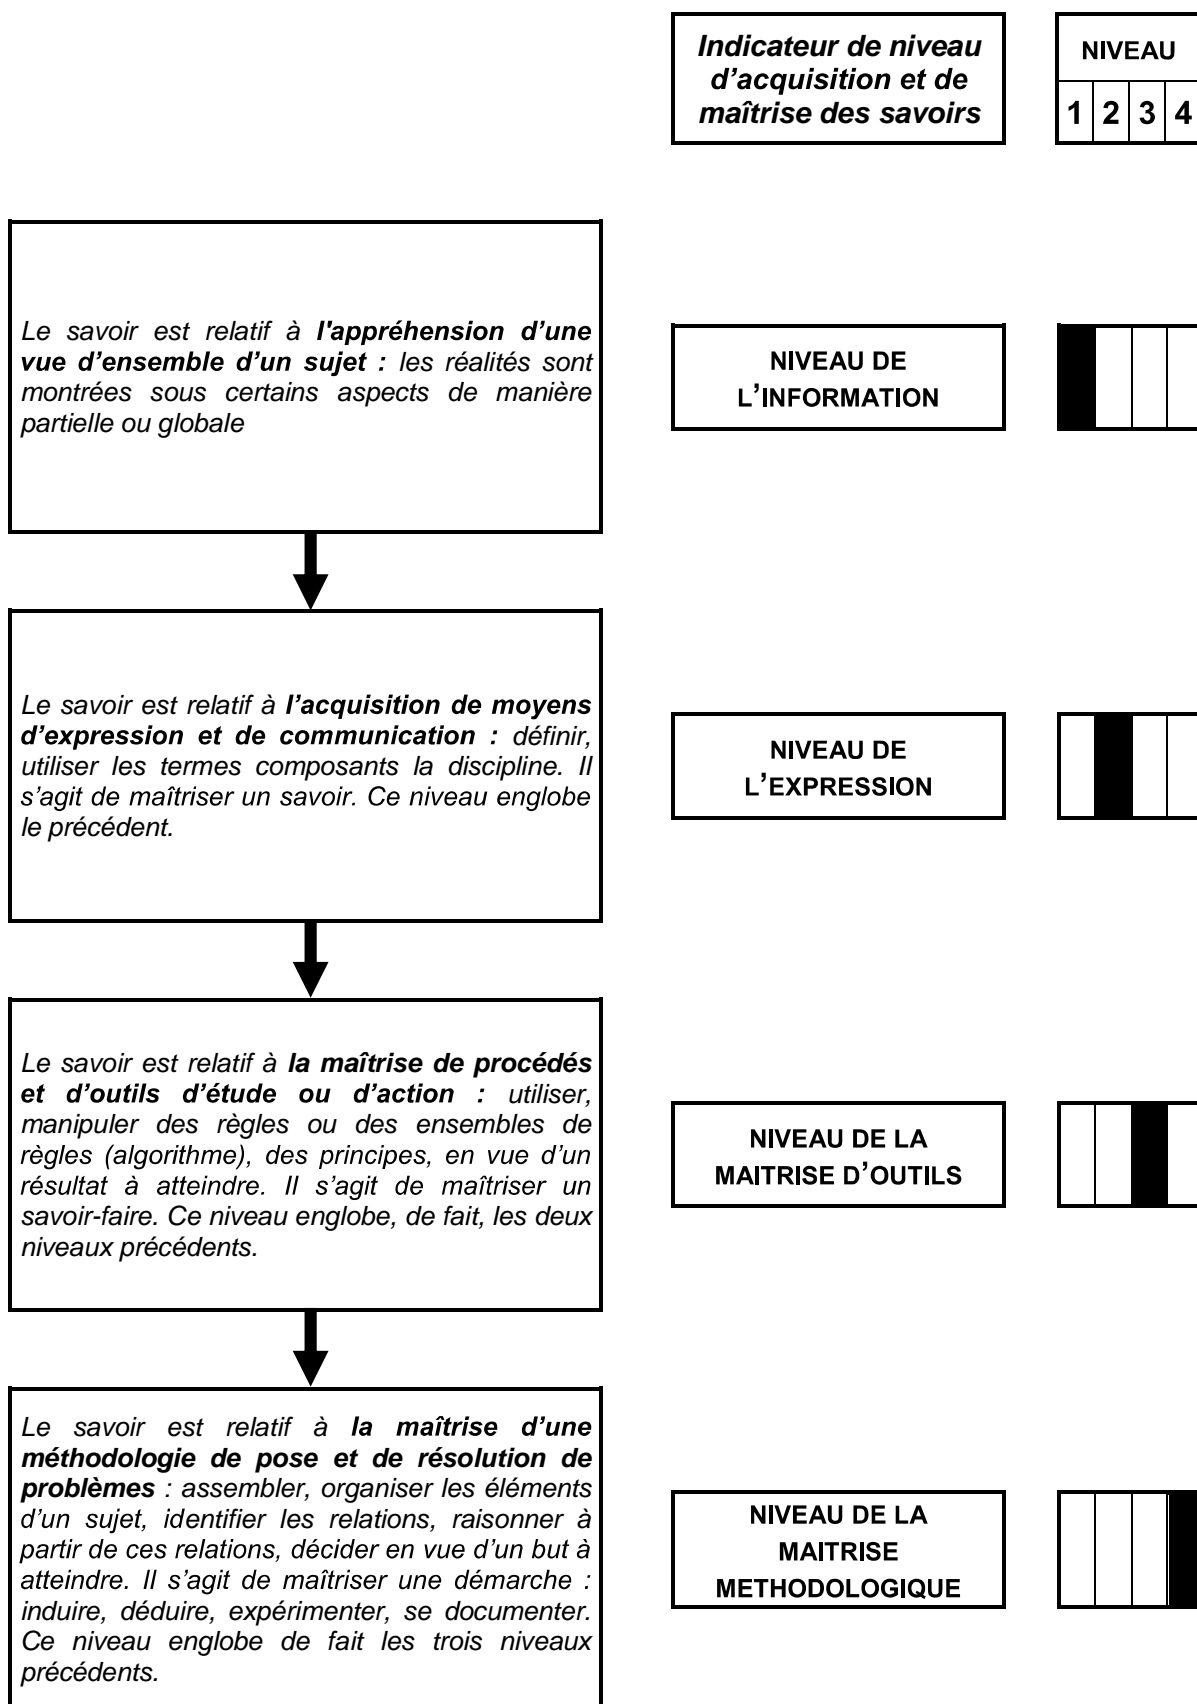 Indicateur de niveau
d’acquisition et de
maîtrise des savoirs
NIVEAU
1 2 3 4
Le savoir est relatif à l'appréhension d’une
vue d’ensemble d’un sujet : les réalités sont
montrées sous certains aspects de manière
partielle ou globale
NIVEAU DE
L’INFORMATION
Le savoir est relatif à l’acquisition de moyens
d’expression et de communication : définir,
utiliser les termes composants la discipline. Il
s’agit de maîtriser un savoir. Ce niveau englobe
le précédent.
NIVEAU DE
L’EXPRESSION
Le savoir est relatif à la maîtrise de procédés
et d’outils d’étude ou d’action : utiliser,
manipuler des règles ou des ensembles de
règles (algorithme), des principes, en vue d’un
résultat à atteindre. Il s’agit de maîtriser un
savoir-faire. Ce niveau englobe, de fait, les deux
niveaux précédents.
NIVEAU DE LA
MAITRISE D’OUTILS
Le savoir est relatif à la maîtrise d’une
méthodologie de pose et de résolution de
problèmes : assembler, organiser les éléments
d’un sujet, identifier les relations, raisonner à
partir de ces relations, décider en vue d’un but à
atteindre. Il s’agit de maîtriser une démarche :
induire, déduire, expérimenter, se documenter.
Ce niveau englobe de fait les trois niveaux
précédents.
NIVEAU DE LA
MAITRISE
METHODOLOGIQUE